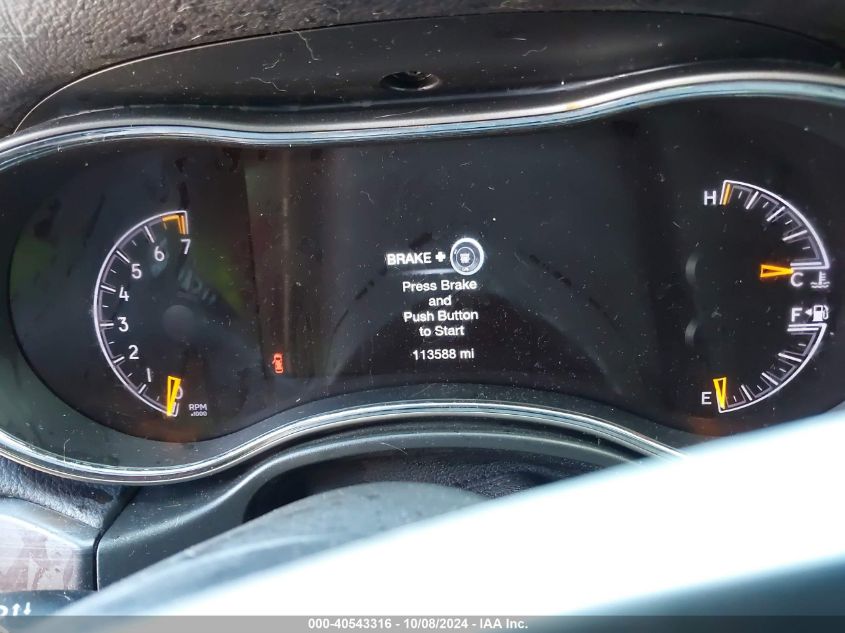 H
7
6
5
4
3
2
1
0
RPM
x1000
BRAKE +
Press Brake
and
Push Button
to Start
113588 mi
C
F
E
000-40543316 - 10/08/2024 - IAA Inc.